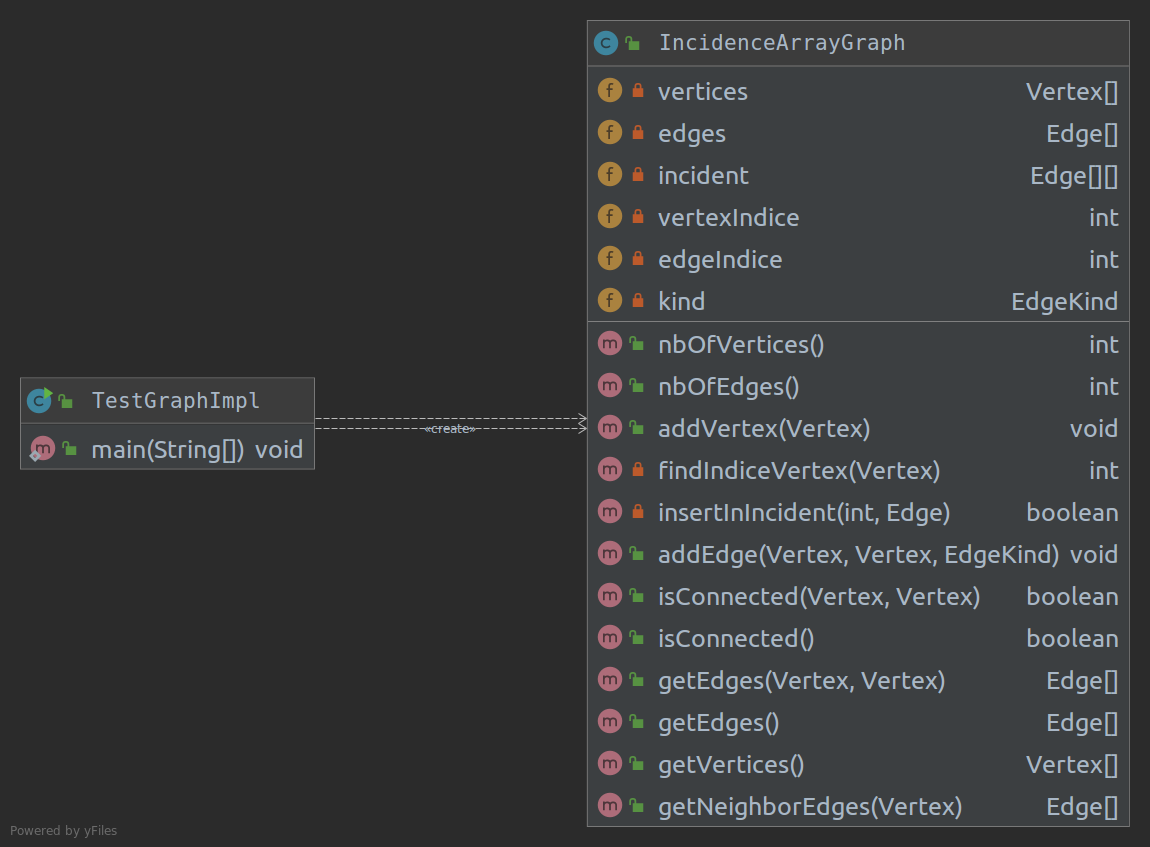 IncidenceArrayGraph
vertices Vertex[]
edges Edge[]
incident Edge[][]
vertexIndice int
edgeIndice int
kind EdgeKind
nbOfVertices() int
nbOfEdges() int
addVertex(Vertex) void
findIndiceVertex(Vertex) int
insertInIncident(int, Edge) boolean
addEdge(Vertex, Vertex, EdgeKind) void
isConnected(Vertex, Vertex) boolean
isConnected() boolean
getEdges(Vertex, Vertex) Edge[]
getEdges() Edge[]
getVertices() Vertex[]
getNeighborEdges(Vertex) Edge[]
TestGraphImpl
main(String[]) void
«create»
Powered by yFiles